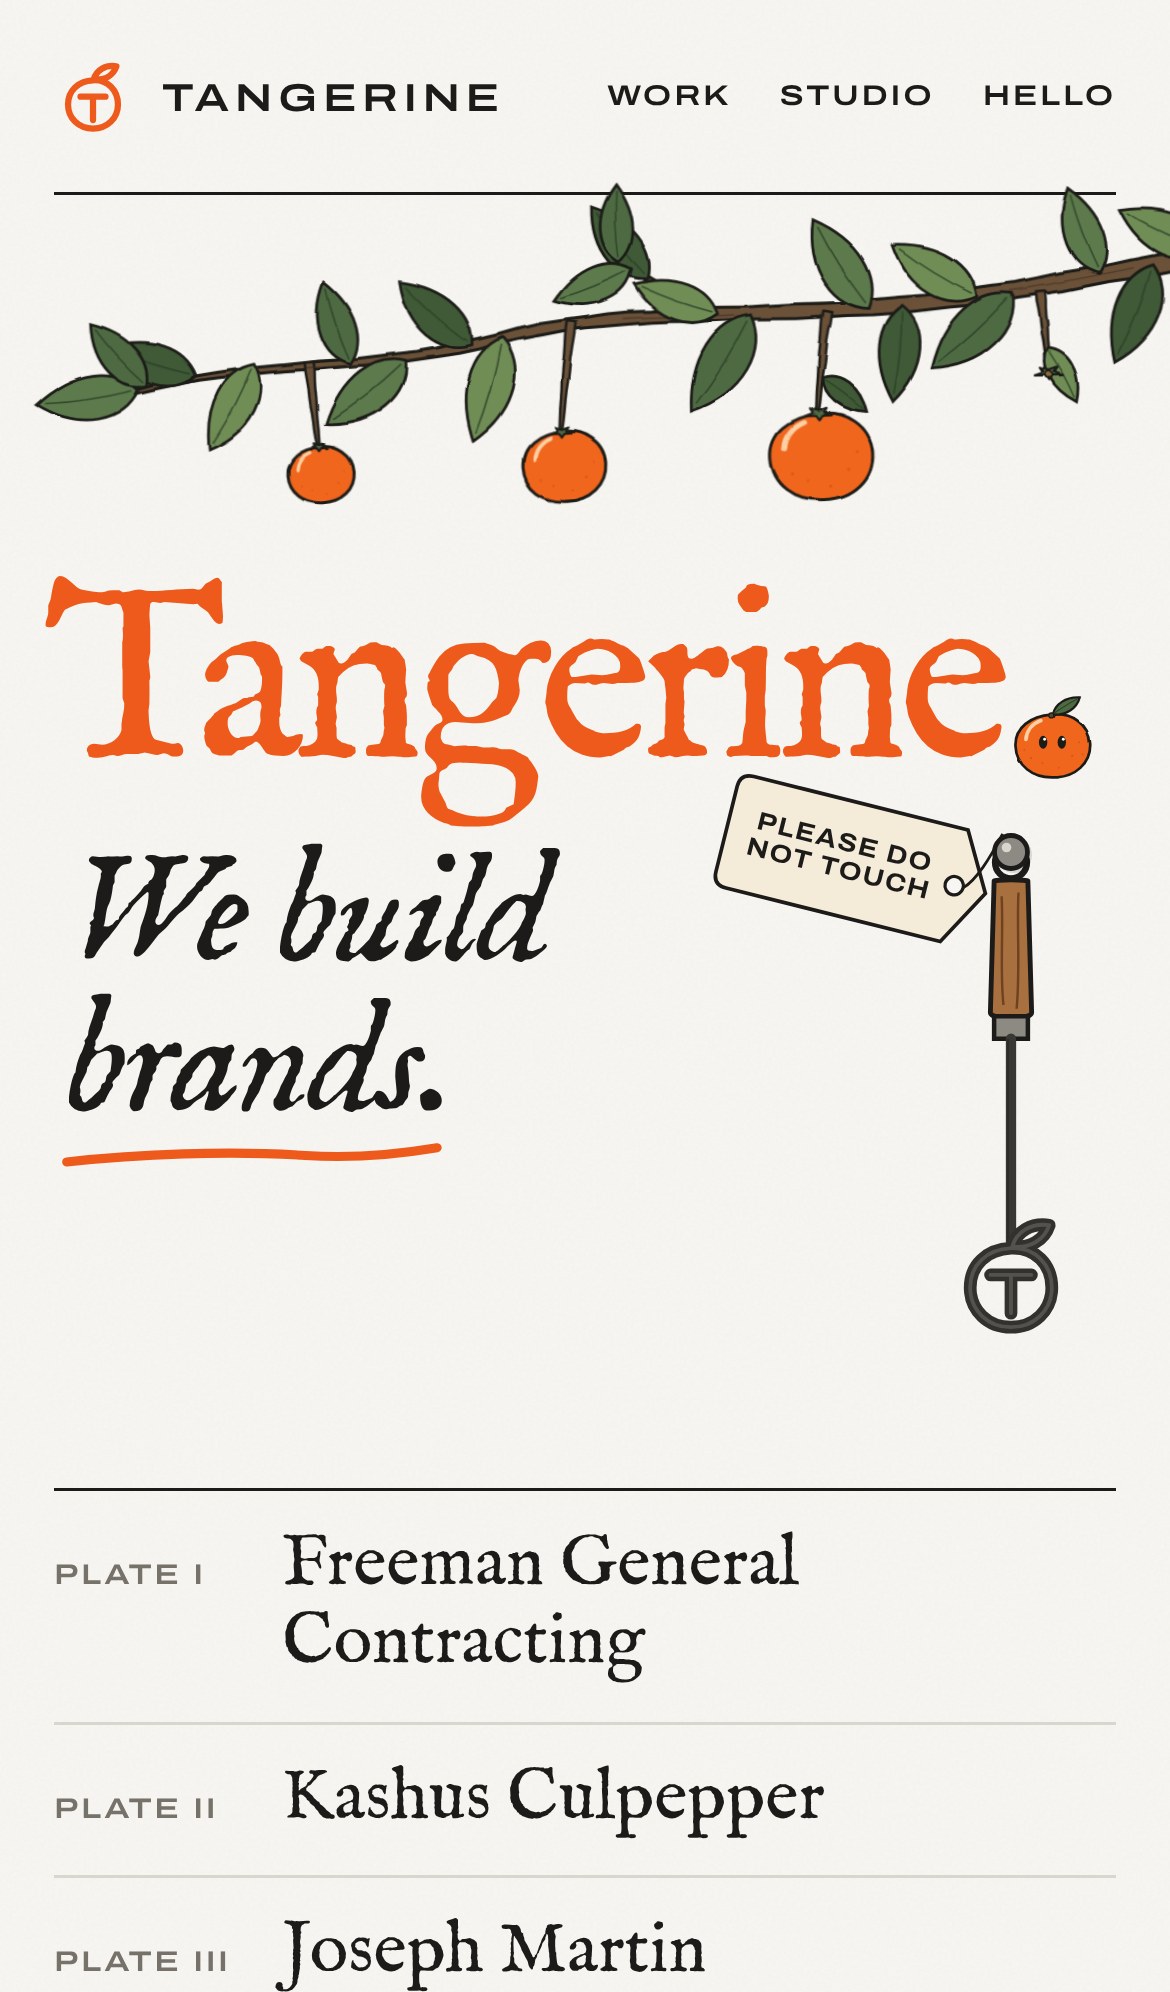 T TANGERINE WORK STUDIO HELLO
Tangerine
PLEASE DO
NOT TOUCH
We build
brands.
T
PLATE I Freeman General
Contracting
PLATE II Kashus Culpepper
PLATE III Joseph Martin